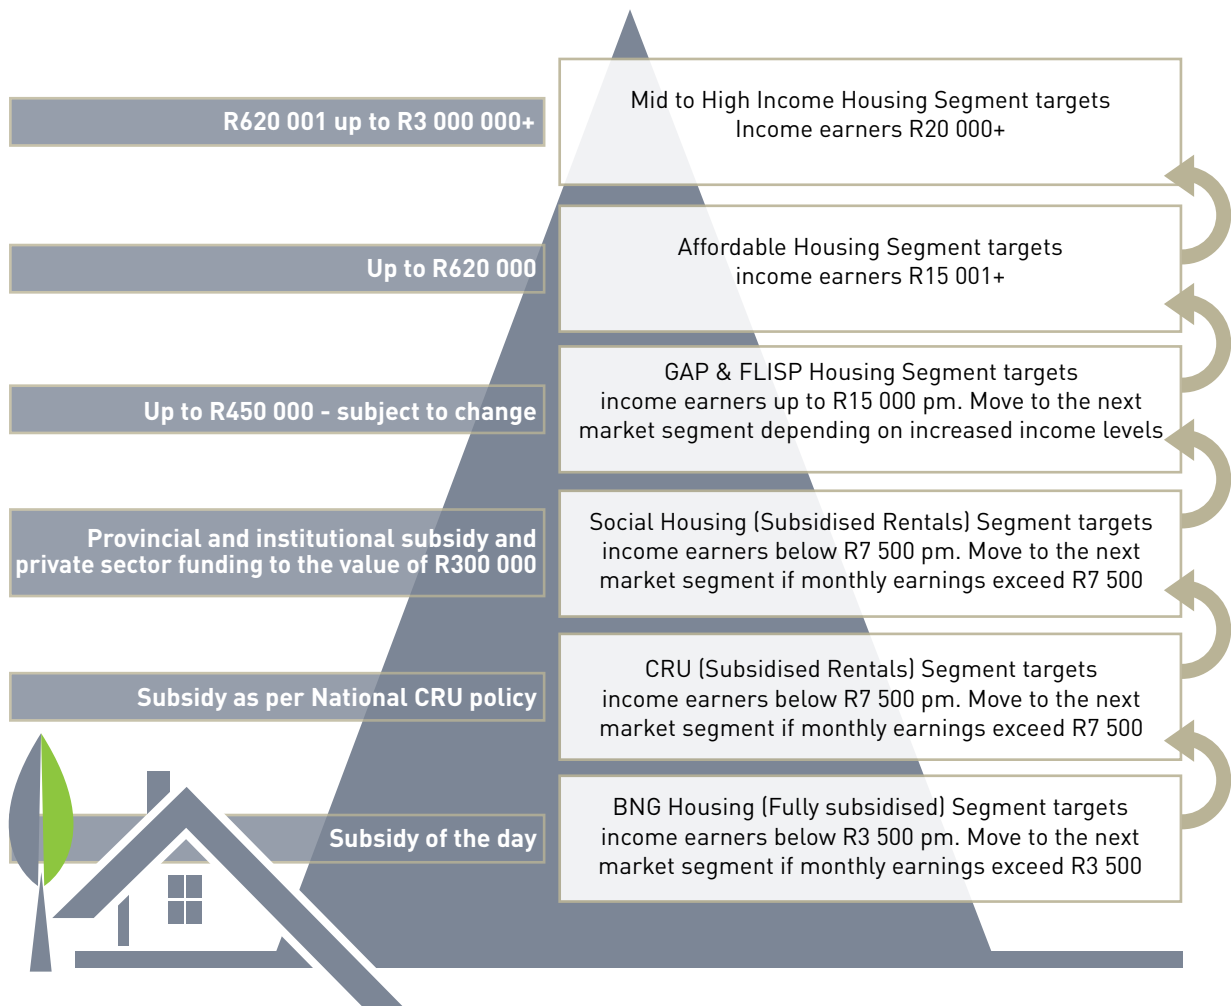 R620 001 up to R3 000 000+
Mid to High Income Housing Segment targets
Income earners R20 000+
Up to R620 000
Affordable Housing Segment targets
income earners R15 001+
Up to R450 000 - subject to change
GAP & FLISP Housing Segment targets
income earners up to R15 000 pm. Move to the next
market segment depending on increased income levels
Provincial and institutional subsidy and
private sector funding to the value of R300 000
Social Housing (Subsidised Rentals) Segment targets
income earners below R7 500 pm. Move to the next
market segment if monthly earnings exceed R7 500
Subsidy as per National CRU policy
CRU (Subsidised Rentals) Segment targets
income earners below R7 500 pm. Move to the next
market segment if monthly earnings exceed R7 500
Subsidy of the day
BNG Housing (Fully subsidised) Segment targets
income earners below R3 500 pm. Move to the next
market segment if monthly earnings exceed R3 500